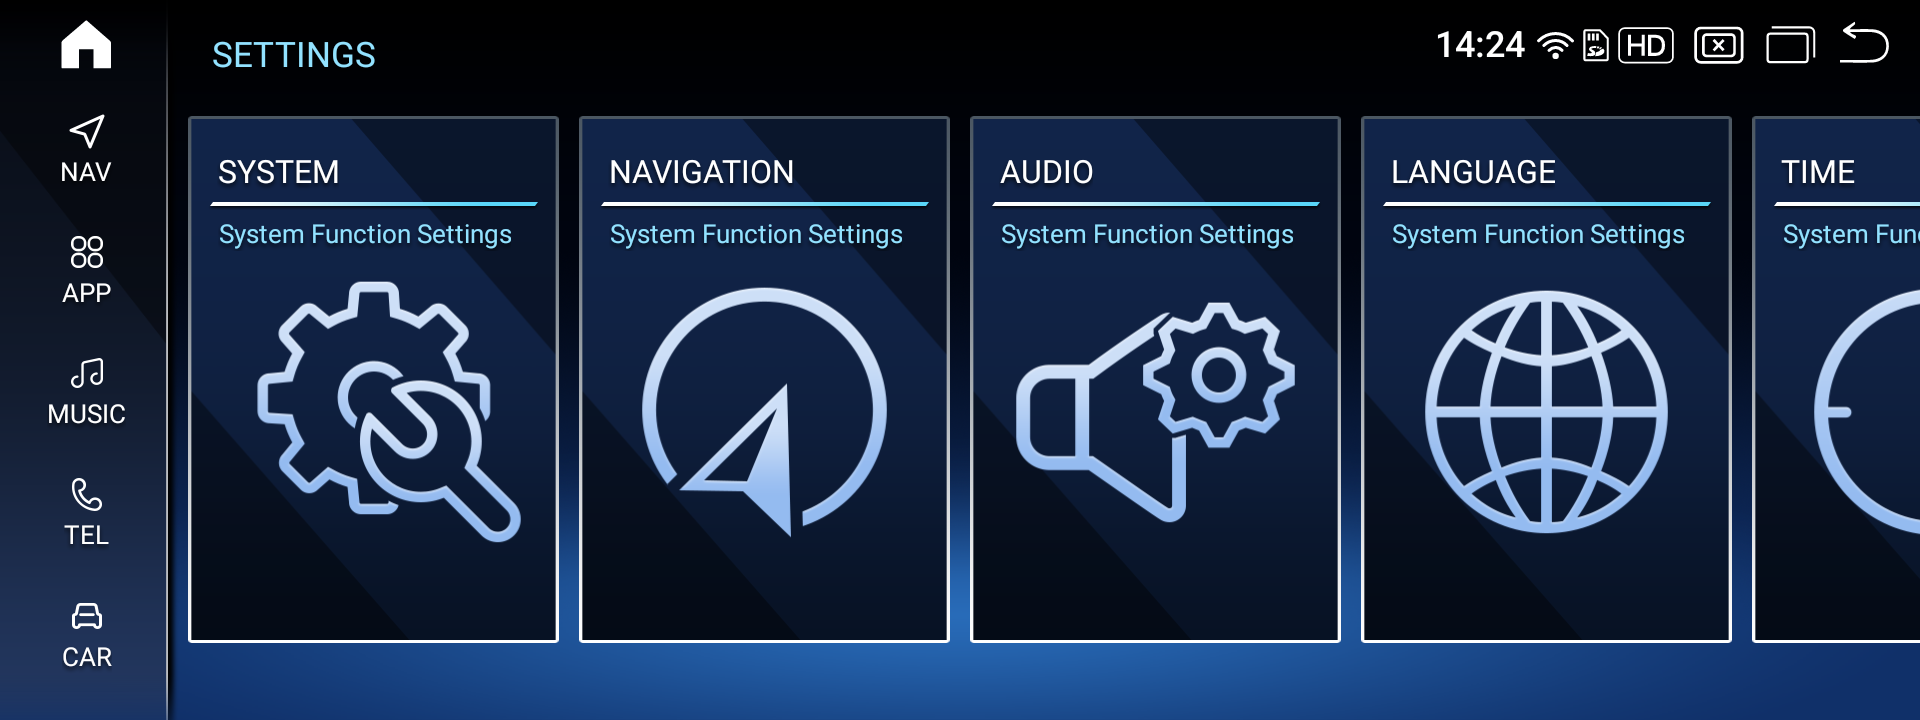 SETTINGS
14:24
HD
NAV
APP
MUSIC
TEL
CAR
SYSTEM
System Function Settings
NAVIGATION
System Function Settings
AUDIO
System Function Settings
LANGUAGE
System Function Settings
TIME
System Func